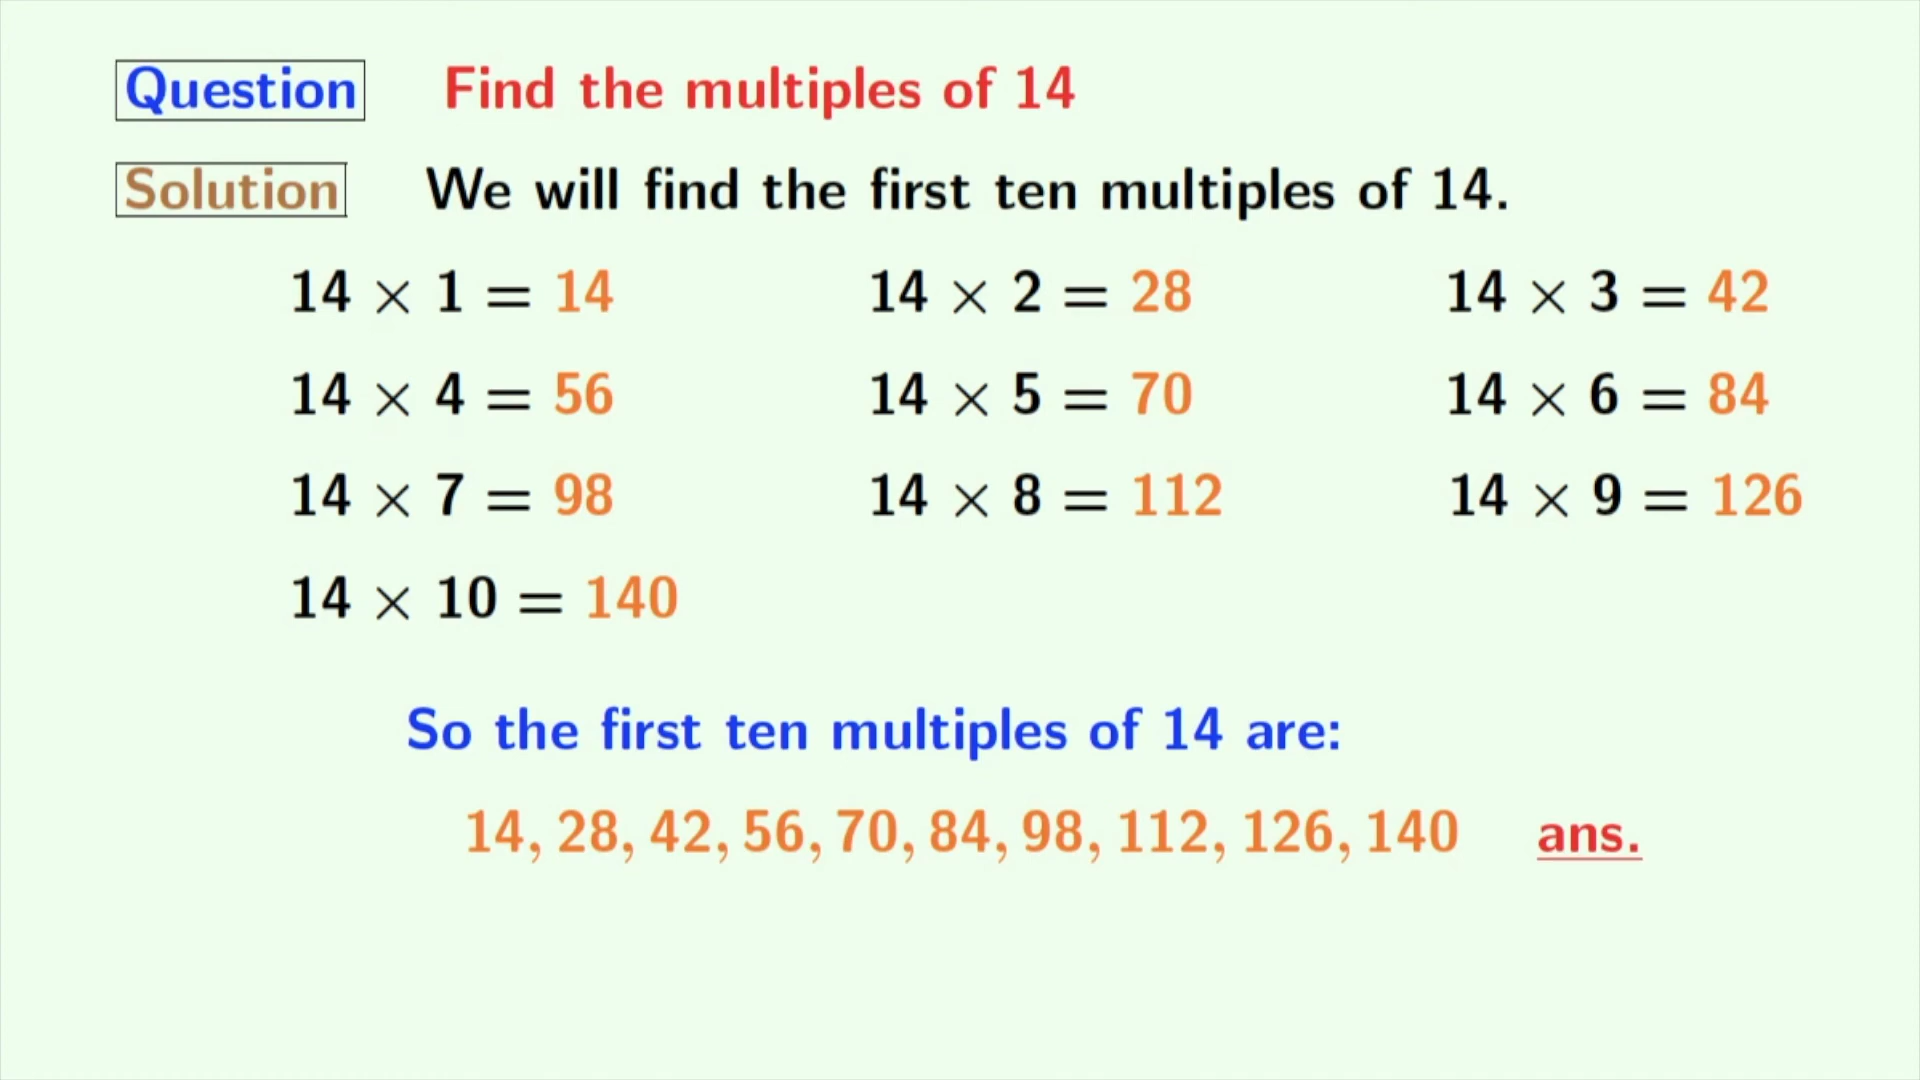 Question Find the multiples of 14
Solution We will find the first ten multiples of 14.
14 × 1 = 14 14 × 2 = 28 14 × 3 = 42
14 × 4 = 56 14 × 5 = 70 14 × 6 = 84
14 × 7 = 98 14 × 8 = 112 14 × 9 = 126
14 × 10 = 140
So the first ten multiples of 14 are:
14, 28, 42, 56, 70, 84, 98, 112, 126, 140 ans.